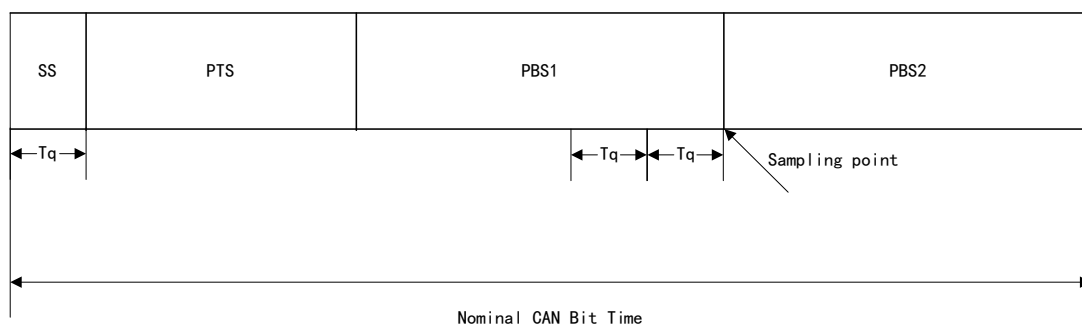 SS PTS PBS1 PBS2
Tq Tq Tq
Sampling point
Nominal CAN Bit Time